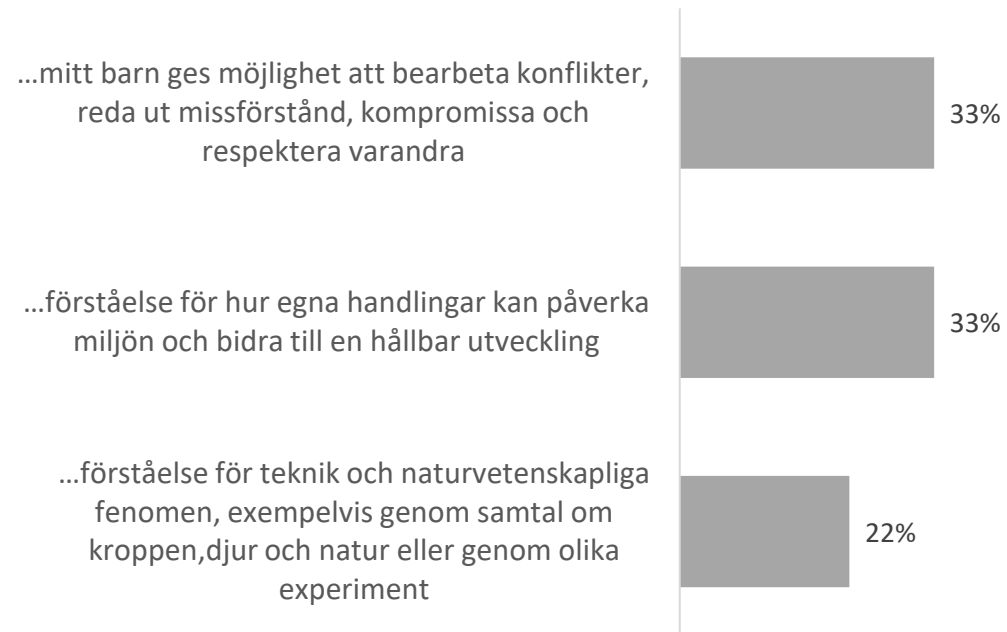 …mitt barn ges möjlighet att bearbeta konflikter,
reda ut missförstånd, kompromissa och
respektera varandra
33%
…förståelse för hur egna handlingar kan påverka
miljön och bidra till en hållbar utveckling
33%
…förståelse för teknik och naturvetenskapliga
fenomen, exempelvis genom samtal om
kroppen,djur och natur eller genom olika
experiment
22%